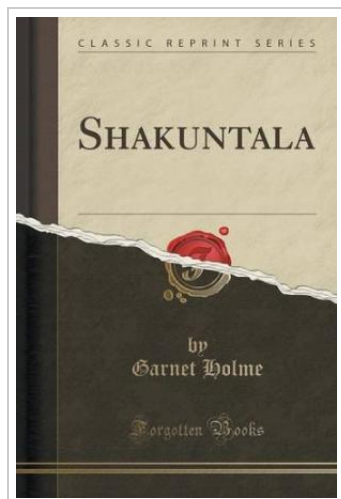 CLASSIC REPRINT SERIES
SHAKUNTALA
by
Garnet Holme
Forgotten Books